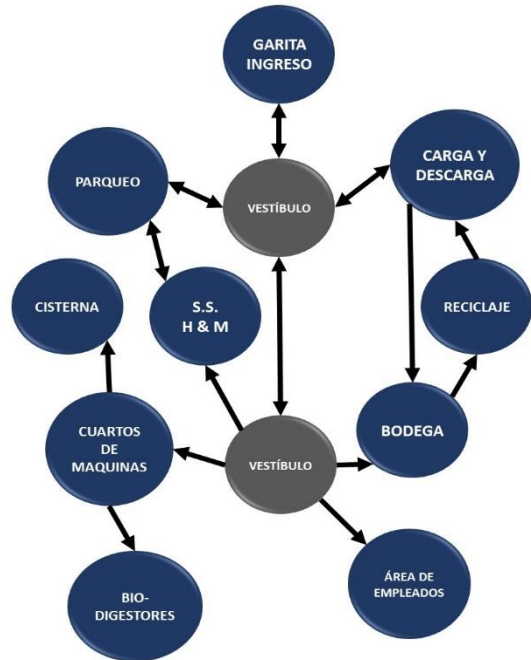 GARITA
INGRESO
CARGA Y
DESCARGA
PARQUEO
VESTÍBULO
CISTERNA
S.S.
H & M
RECICLAJE
CUARTOS
DE
MAQUINAS
VESTÍBULO
BODEGA
BIO-
DIGESTORES
ÁREA DE
EMPLEADOS